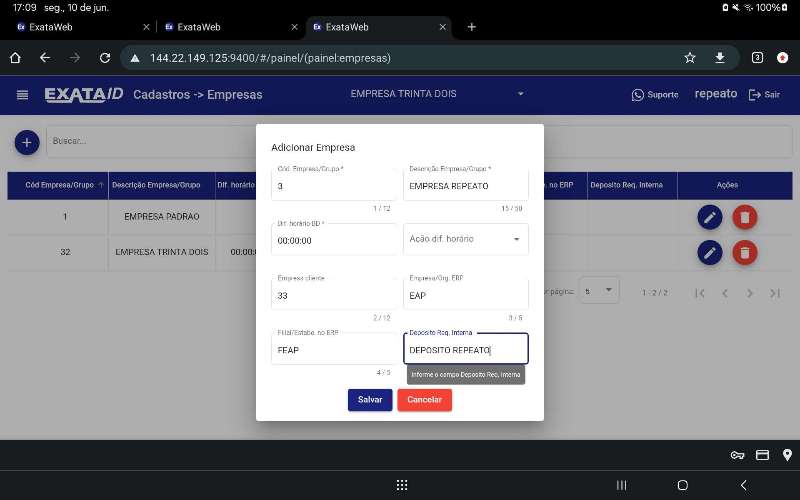 17:09 seg., 10 de jun.
100%
ExataWeb
ExataWeb
ExataWeb
144.22.149.125:9400/#/painel/(painel:empresas)
3
EXATA ID
Cadastros -> Empresas
EMPRESA TRINTA DOIS
Suporte
repeato
Sair
Buscar...
Cód Empresa/Grupo
Descrição Empresa/Grupo
Dif. horário
no ERP
Deposito Req. Interna
Ações
1
EMPRESA PADRAO
32
EMPRESA TRINTA DOIS
00:00:
página:
5
1 - 2 / 2
Adicionar Empresa
Cód. Empresa/Grupo *
3
1 / 12
Descrição Empresa/Grupo *
EMPRESA REPEATO
15 / 50
Dif. horário BD *
00:00:00
Ação dif. horário
Empresa cliente
33
2 / 12
Empresa/Org. ERP
EAP
3 / 5
Filial/Estabe. no ERP
FEAP
4 / 5
Deposito Req. Interna
DEPOSITO REPEATO
Informe o campo Deposito Req. Interna
Salvar
Cancelar